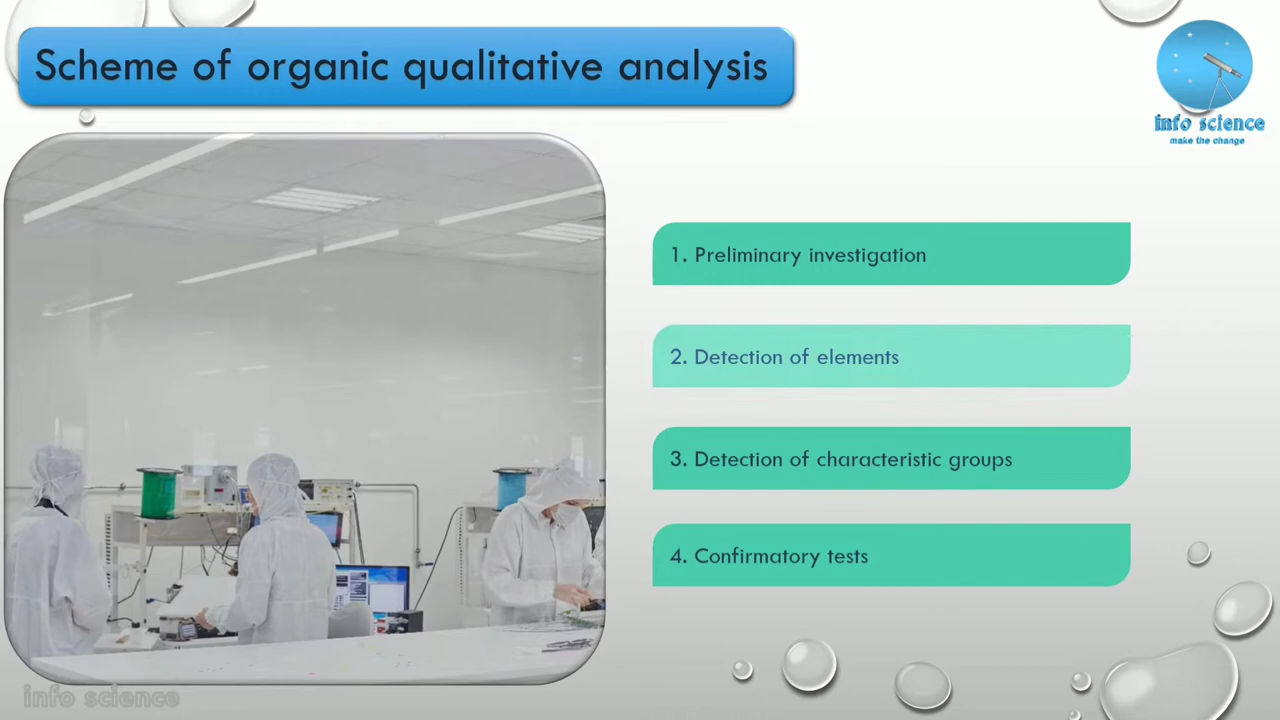 Scheme of organic qualitative analysis
info science
make the change
1. Preliminary investigation
2. Detection of elements
3. Detection of characteristic groups
4. Confirmatory tests
info science